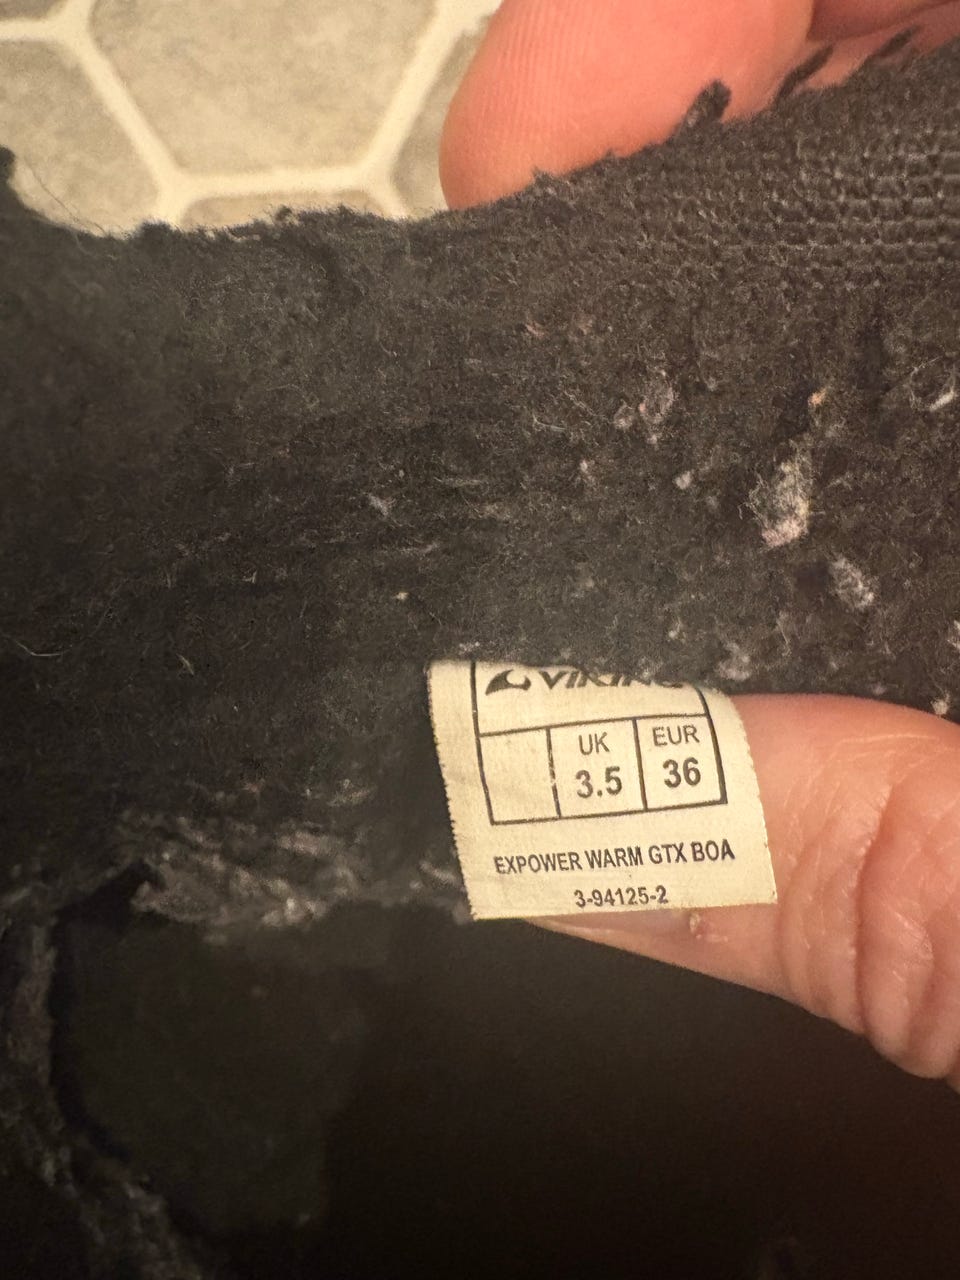 VIKING
UK EUR
3.5 36
EXPOWER WARM GTX BOA
3-94125-2